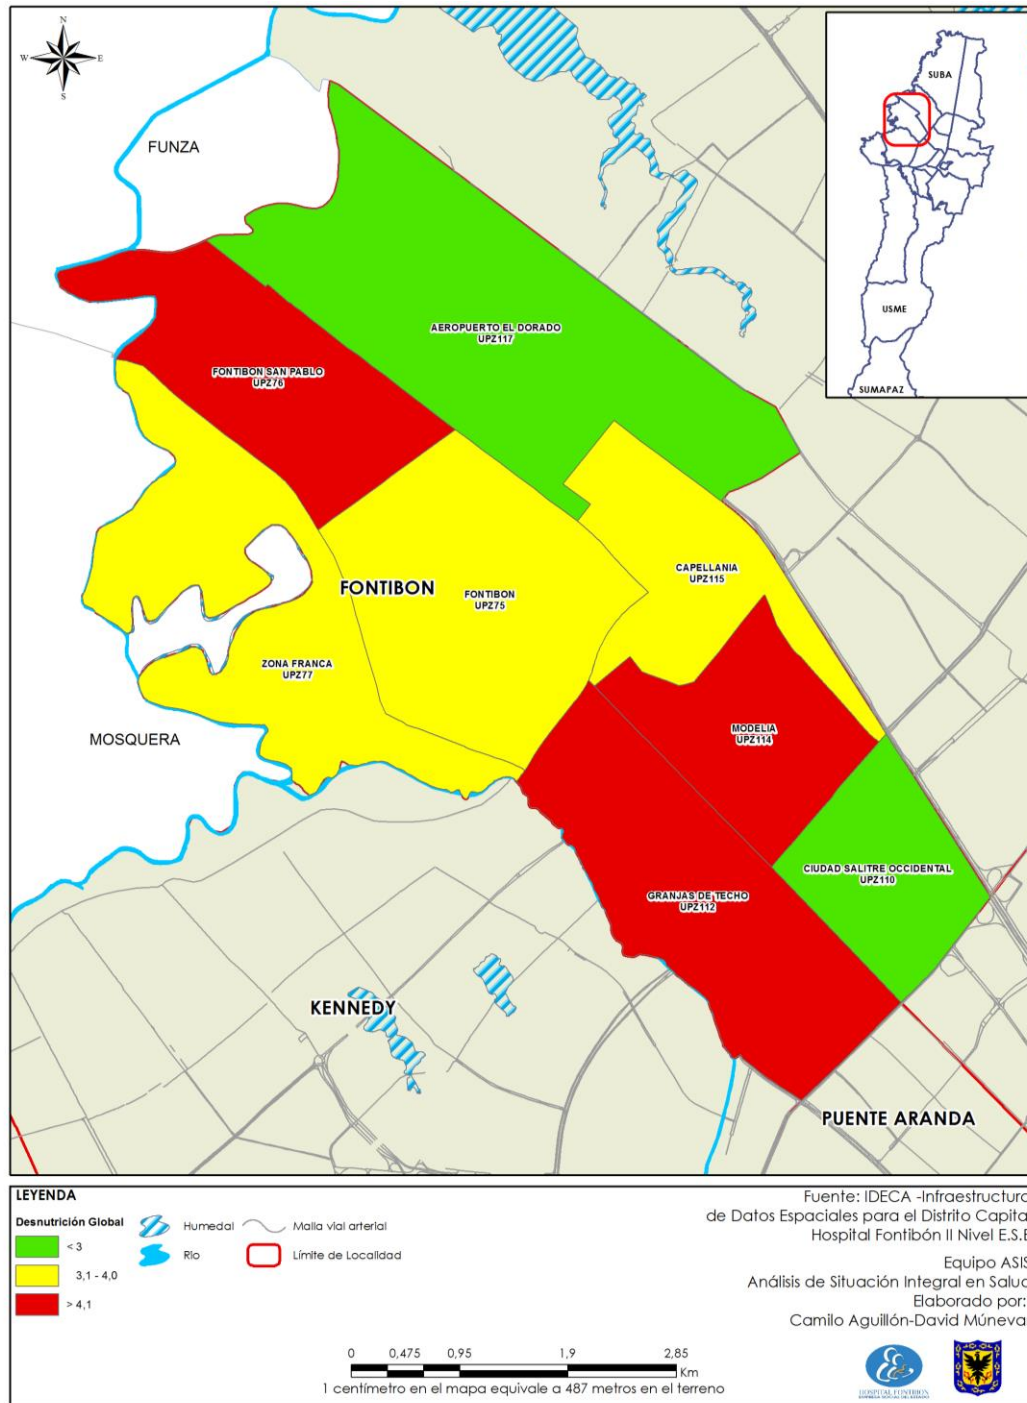 N
W E
S
FUNZA
SUBA
USME
SUMAPAZ
AEROPUERTO EL DORADO
UPZ117
FONTIBON SAN PABLO
UPZ76
CAPELLANIA
UPZ115
FONTIBON
FONTIBON
UPZ75
ZONA FRANCA
UPZ77
MOSQUERA
MODELIA
UPZ114
CIUDAD SALITRE OCCIDENTAL
UPZ110
GRANJAS DE TECHO
UPZ112
KENNEDY
PUENTE ARANDA
LEYENDA
Desnutrición Global
< 3
3,1 - 4,0
> 4,1
Humedal
Rio
Malla vial arterial
Límite de Localidad
Fuente: IDECA -Infraestructura
de Datos Espaciales para el Distrito Capital
Hospital Fontibón II Nivel E.S.E
Equipo ASIS
Análisis de Situación Integral en Salud
Elaborado por:
Camilo Aguillón-David Múnevar
0 0,475 0,95 1,9 2,85
Km
1 centímetro en el mapa equivale a 487 metros en el terreno
HOSPITAL FONTIBON